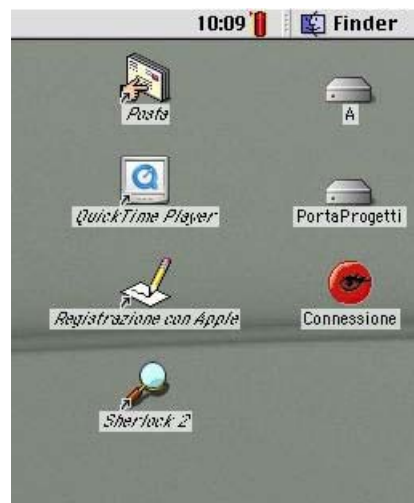 10:09 Finder
Posta
A
QuickTime Player
PortaProgetti
Registrazione con Apple
Connessione
Sherlock 2